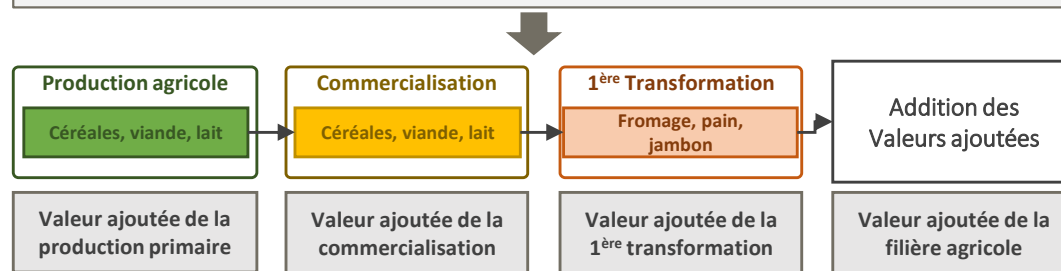 Production agricole
Céréales, viande, lait
Commercialisation
Céréales, viande, lait
1ère Transformation
Fromage, pain,
jambon
Addition des
Valeurs ajoutées
Valeur ajoutée de la
production primaire
Valeur ajoutée de la
commercialisation
Valeur ajoutée de la
1ère transformation
Valeur ajoutée de la
filière agricole